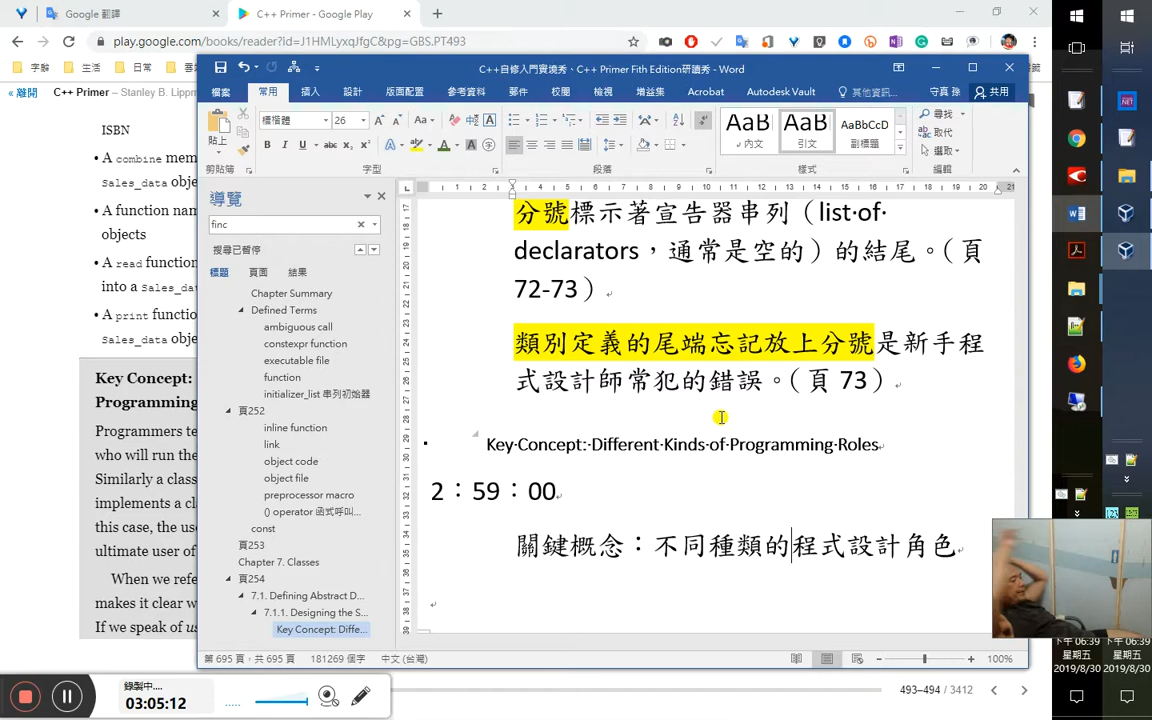 Google 翻譯
C++ Primer - Google Play
play.google.com/books/reader?id=J1HMLyxqJfgC&pg=GBS.PT493
字辭
生活
日常
« 離開
C++ Primer – Stanley B. Lippm
ISBN
• A combine mem
Sales_data obje
• A function nam
objects
• A read function
into a Sales_dat
• A print functio
Sales_data obje
Key Concept:
Programming
Programmers te
who will run the
Similarly a class
implements a cl
this case, the use
ultimate user of
When we refe
makes it clear w
If we speak of us
C++自修入門實境秀、C++ Primer Fith Edition研讀秀 - Word
檔案
常用
插入
設計
版面配置
參考資料
郵件
校閱
檢視
增益集
Acrobat
Autodesk Vault
其他資訊...
守真 孫
共用
貼上
標楷體
26
AaBbCcD
內文
引文
副標題
尋找
取代
選取
剪貼簿
字型
段落
樣式
編輯
導覽
finc
搜尋已暫停
標題
頁面
結果
Chapter Summary
Defined Terms
ambiguous call
constexpr function
executable file
function
initializer_list 串列初始器
頁252
inline function
link
object code
object file
preprocessor macro
() operator 函式呼叫...
const
頁253
Chapter 7. Classes
頁254
7.1. Defining Abstract D...
7.1.1. Designing the S...
Key Concept: Diffe...
分號標示著宣告器串列（list of
declarators，通常是空的）的結尾。（頁
72-73）
類別定義的尾端忘記放上分號是新手程
式設計師常犯的錯誤。（頁 73）
Key Concept: Different Kinds of Programming Roles
2：59：00
關鍵概念：不同種類的程式設計角色
第 695 頁，共 695 頁
181269 個字
中文 (台灣)
100%
錄製中....
03:05:12
493–494 / 3412
下午 06:39
星期五
2019/8/30
下午 06:39
星期五
2019/8/30